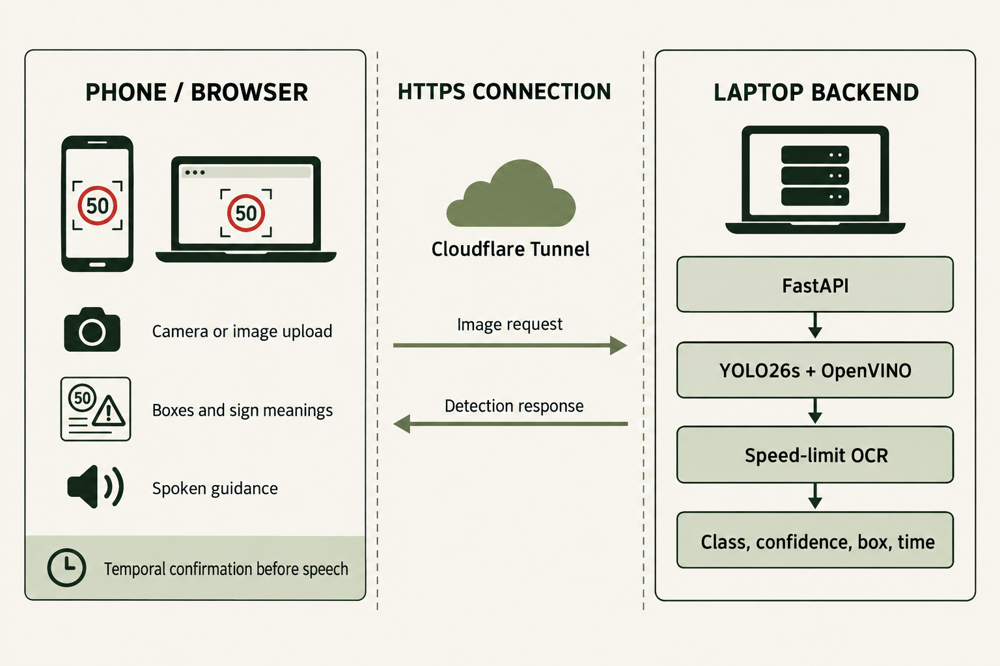 PHONE / BROWSER
50
50
Camera or image upload
50
!
Boxes and sign meanings
Spoken guidance
Temporal confirmation before speech
HTTPS CONNECTION
Cloudflare Tunnel
Image request
Detection response
LAPTOP BACKEND
FastAPI
YOLO26s + OpenVINO
Speed-limit OCR
Class, confidence, box, time